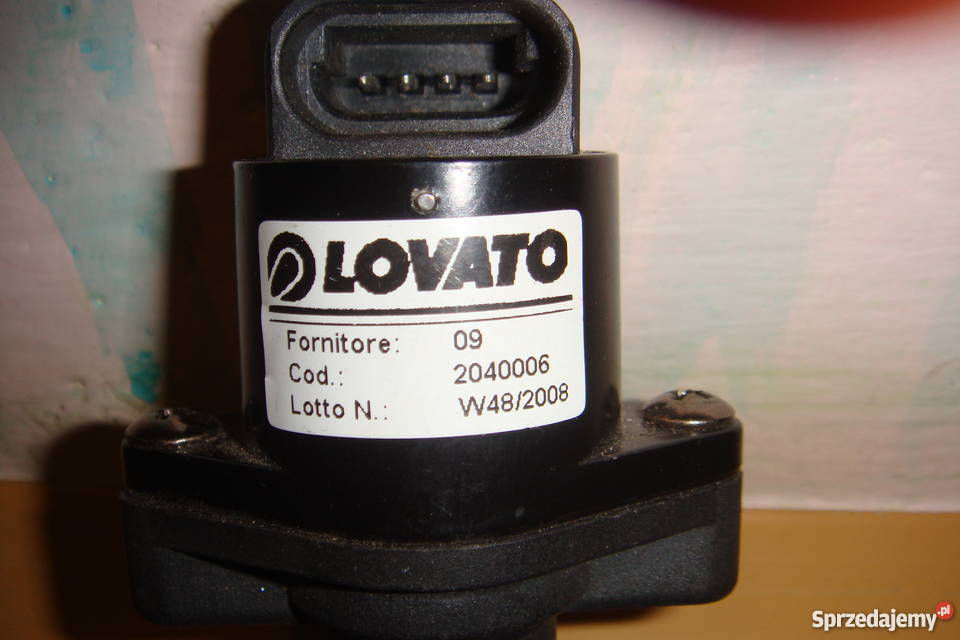 LOVATO
Fornitore: 09
Cod.: 2040006
Lotto N.: W48/2008
Sprzedajemy.pl